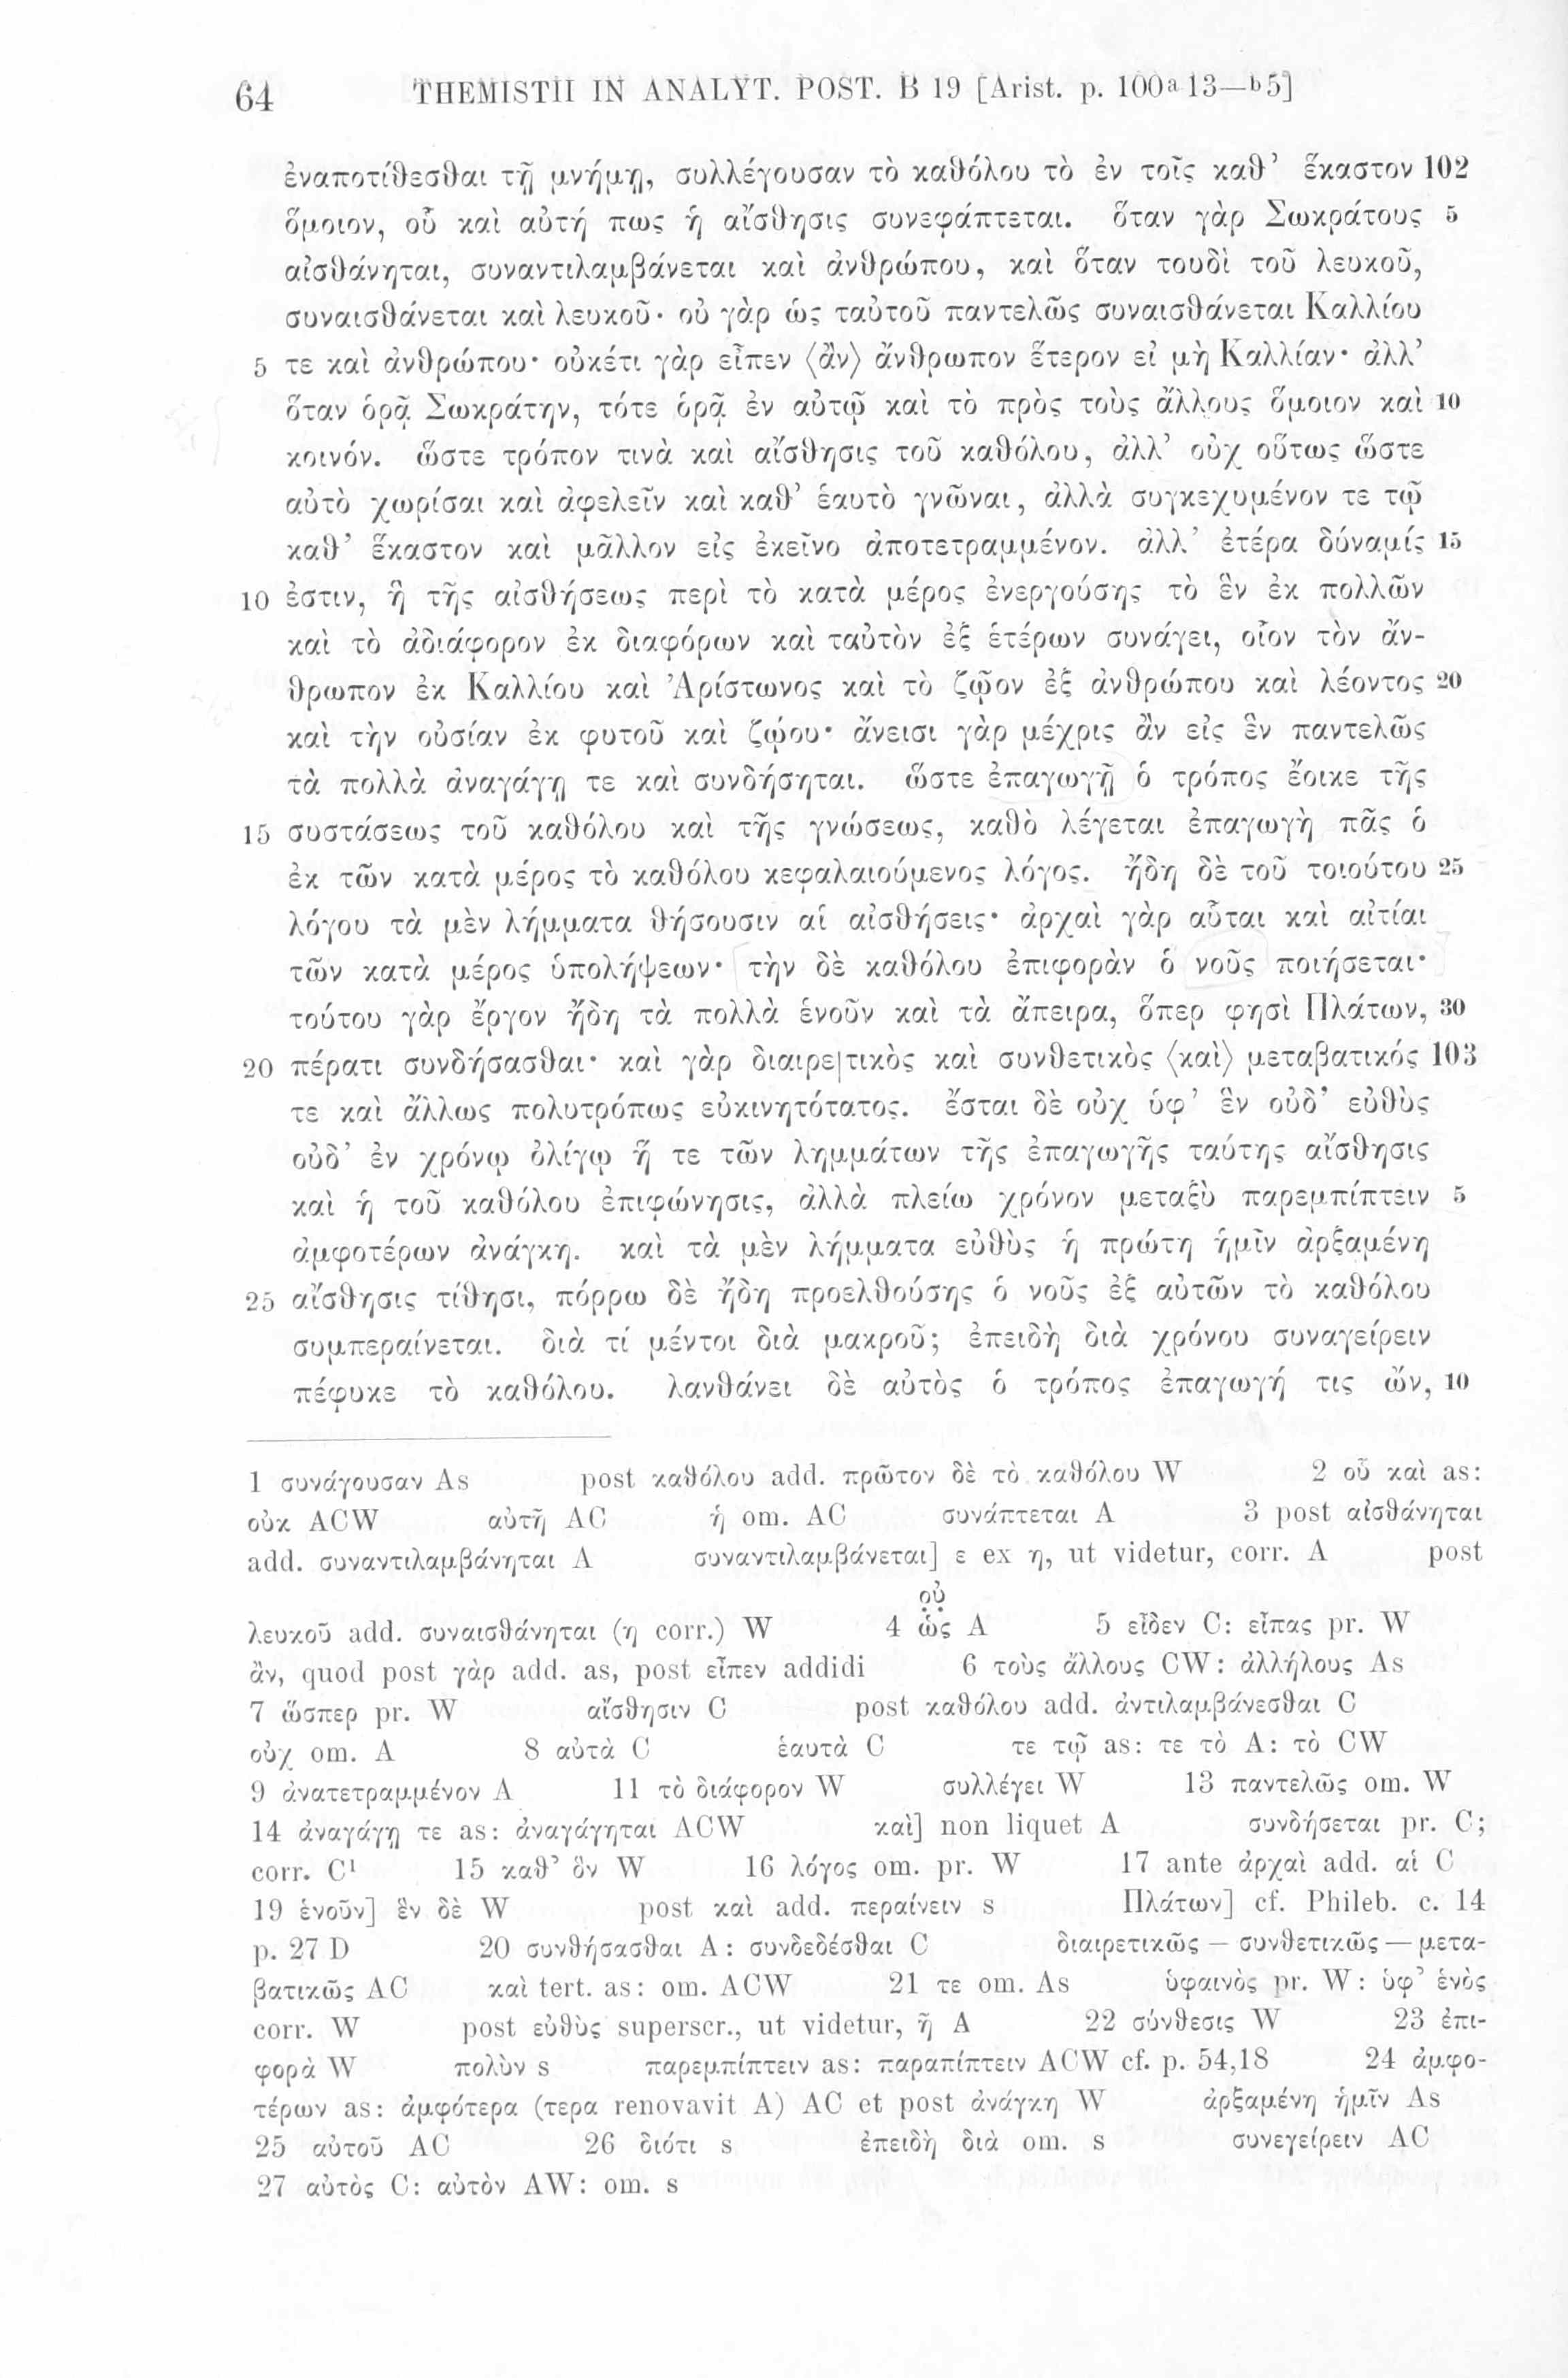 64 THEMISTII IN ANALYT. POST. B 19 [Arist. p. 100a 13—b5]
ἐναποτίθεσθαι τῇ μνήμῃ, συλλέγουσαν τὸ καθόλου τὸ ἐν τοῖς καθ’ ἕκαστον 102
ὅμοιον, οὗ καὶ αὐτή πως ἡ αἴσθησις συνεφάπτεται. ὅταν γὰρ Σωκράτους 5
αἰσθάνηται, συναντιλαμβάνεται καὶ ἀνθρώπου, καὶ ὅταν τουδὶ τοῦ λευκοῦ,
συναισθάνεται καὶ λευκοῦ· οὐ γὰρ ὡς ταὐτοῦ παντελῶς συναισθάνεται Καλλίου
5 τε καὶ ἀνθρώπου· οὐκέτι γὰρ εἶπεν ⟨ἂν⟩ ἄνθρωπον ἕτερον εἰ μὴ Καλλίαν· ἀλλ’
ὅταν ὁρᾷ Σωκράτην, τότε ὁρᾷ ἐν αὐτῷ καὶ τὸ πρὸς τοὺς ἄλλους ὅμοιον καὶ 10
κοινόν. ὥστε τρόπον τινὰ καὶ αἴσθησις τοῦ καθόλου, ἀλλ’ οὐχ οὕτως ὥστε
αὐτὸ χωρίσαι καὶ ἀφελεῖν καὶ καθ’ ἑαυτὸ γνῶναι, ἀλλὰ συγκεχυμένον τε τῷ
καθ’ ἕκαστον καὶ μᾶλλον εἰς ἐκεῖνο ἀποτετραμμένον. ἀλλ’ ἑτέρα δύναμίς 15
10 ἐστιν, ἣ τῆς αἰσθήσεως περὶ τὸ κατὰ μέρος ἐνεργούσης τὸ ἓν ἐκ πολλῶν
καὶ τὸ ἀδιάφορον ἐκ διαφόρων καὶ ταὐτὸν ἐξ ἑτέρων συνάγει, οἷον τὸν ἄν-
θρωπον ἐκ Καλλίου καὶ Ἀρίστωνος καὶ τὸ ζῷον ἐξ ἀνθρώπου καὶ λέοντος 20
καὶ τὴν οὐσίαν ἐκ φυτοῦ καὶ ζῴου· ἄνεισι γὰρ μέχρις ἂν εἰς ἓν παντελῶς
τὰ πολλὰ ἀναγάγῃ τε καὶ συνδήσηται. ὥστε ἐπαγωγῇ ὁ τρόπος ἔοικε τῆς
15 συστάσεως τοῦ καθόλου καὶ τῆς γνώσεως, καθὸ λέγεται ἐπαγωγὴ πᾶς ὁ
ἐκ τῶν κατὰ μέρος τὸ καθόλου κεφαλαιούμενος λόγος. ἤδη δὲ τοῦ τοιούτου 25
λόγου τὰ μὲν λήμματα θήσουσιν αἱ αἰσθήσεις· ἀρχαὶ γὰρ αὗται καὶ αἰτίαι
τῶν κατὰ μέρος ὑπολήψεων· τὴν δὲ καθόλου ἐπιφορὰν ὁ νοῦς ποιήσεται·
τούτου γὰρ ἔργον ἤδη τὰ πολλὰ ἑνοῦν καὶ τὰ ἄπειρα, ὅπερ φησὶ Πλάτων, 30
20 πέρατι συνδήσασθαι· καὶ γὰρ διαιρε|τικὸς καὶ συνθετικὸς ⟨καὶ⟩ μεταβατικός 103
τε καὶ ἄλλως πολυτρόπως εὐκινητότατος. ἔσται δὲ οὐχ ὑφ’ ἓν οὐδ’ εὐθὺς
οὐδ’ ἐν χρόνῳ ὀλίγῳ ἥ τε τῶν λημμάτων τῆς ἐπαγωγῆς ταύτης αἴσθησις
καὶ ἡ τοῦ καθόλου ἐπιφώνησις, ἀλλὰ πλείω χρόνον μεταξὺ παρεμπίπτειν 5
ἀμφοτέρων ἀνάγκη. καὶ τὰ μὲν λήμματα εὐθὺς ἡ πρώτη ἡμῖν ἀρξαμένη
25 αἴσθησις τίθησι, πόρρω δὲ ἤδη προελθούσης ὁ νοῦς ἐξ αὐτῶν τὸ καθόλου
συμπεραίνεται. διὰ τί μέντοι διὰ μακροῦ; ἐπειδὴ διὰ χρόνου συναγείρειν
πέφυκε τὸ καθόλου. λανθάνει δὲ αὐτὸς ὁ τρόπος ἐπαγωγή τις ὤν, 10
1 συνάγουσαν As post καθόλου add. πρῶτον δὲ τὸ καθόλου W 2 οὗ καὶ as:
οὐκ ACW αὐτῇ AC ἡ om. AC συνάπτεται A 3 post αἰσθάνηται
add. συναντιλαμβάνηται A συναντιλαμβάνεται] ε ex η, ut videtur, corr. A post
λευκοῦ add. συναισθάνηται (η corr.) W 4 οὐ ὡς A 5 εἶδεν C: εἶπας pr. W
ἄν, quod post γὰρ add. as, post εἶπεν addidi 6 τοὺς ἄλλους CW: ἀλλήλους As
7 ὥσπερ pr. W αἴσθησιν C post καθόλου add. ἀντιλαμβάνεσθαι C
οὐχ om. A 8 αὐτὰ C ἑαυτὰ C τε τῷ as: τε τὸ A: τὸ CW
9 ἀνατετραμμένον A 11 τὸ διάφορον W συλλέγει W 13 παντελῶς om. W
14 ἀναγάγῃ τε as: ἀναγάγηται ACW καὶ] non liquet A συνδήσεται pr. C;
corr. C¹ 15 καθ’ ὃν W 16 λόγος om. pr. W 17 ante ἀρχαὶ add. αἱ C
19 ἑνοῦν] ἓν δὲ W post καὶ add. περαίνειν s Πλάτων] cf. Phileb. c. 14
p. 27 D 20 συνθήσασθαι A: συνδεδέσθαι C διαιρετικῶς — συνθετικῶς — μετα-
βατικῶς AC καὶ tert. as: om. ACW 21 τε om. As ὑφαινὸς pr. W: ὑφ’ ἑνὸς
corr. W post εὐθὺς superscr., ut videtur, ἢ A 22 σύνθεσις W 23 ἐπι-
φορὰ W πολὺν s παρεμπίπτειν as: παραπίπτειν ACW cf. p. 54,18 24 ἀμφο-
τέρων as: ἀμφότερα (τερα renovavit A) AC et post ἀνάγκη W ἀρξαμένη ἡμῖν As
25 αὐτοῦ AC 26 διότι s ἐπειδὴ διὰ om. s συνεγείρειν AC
27 αὐτὸς C: αὐτὸν AW: om. s